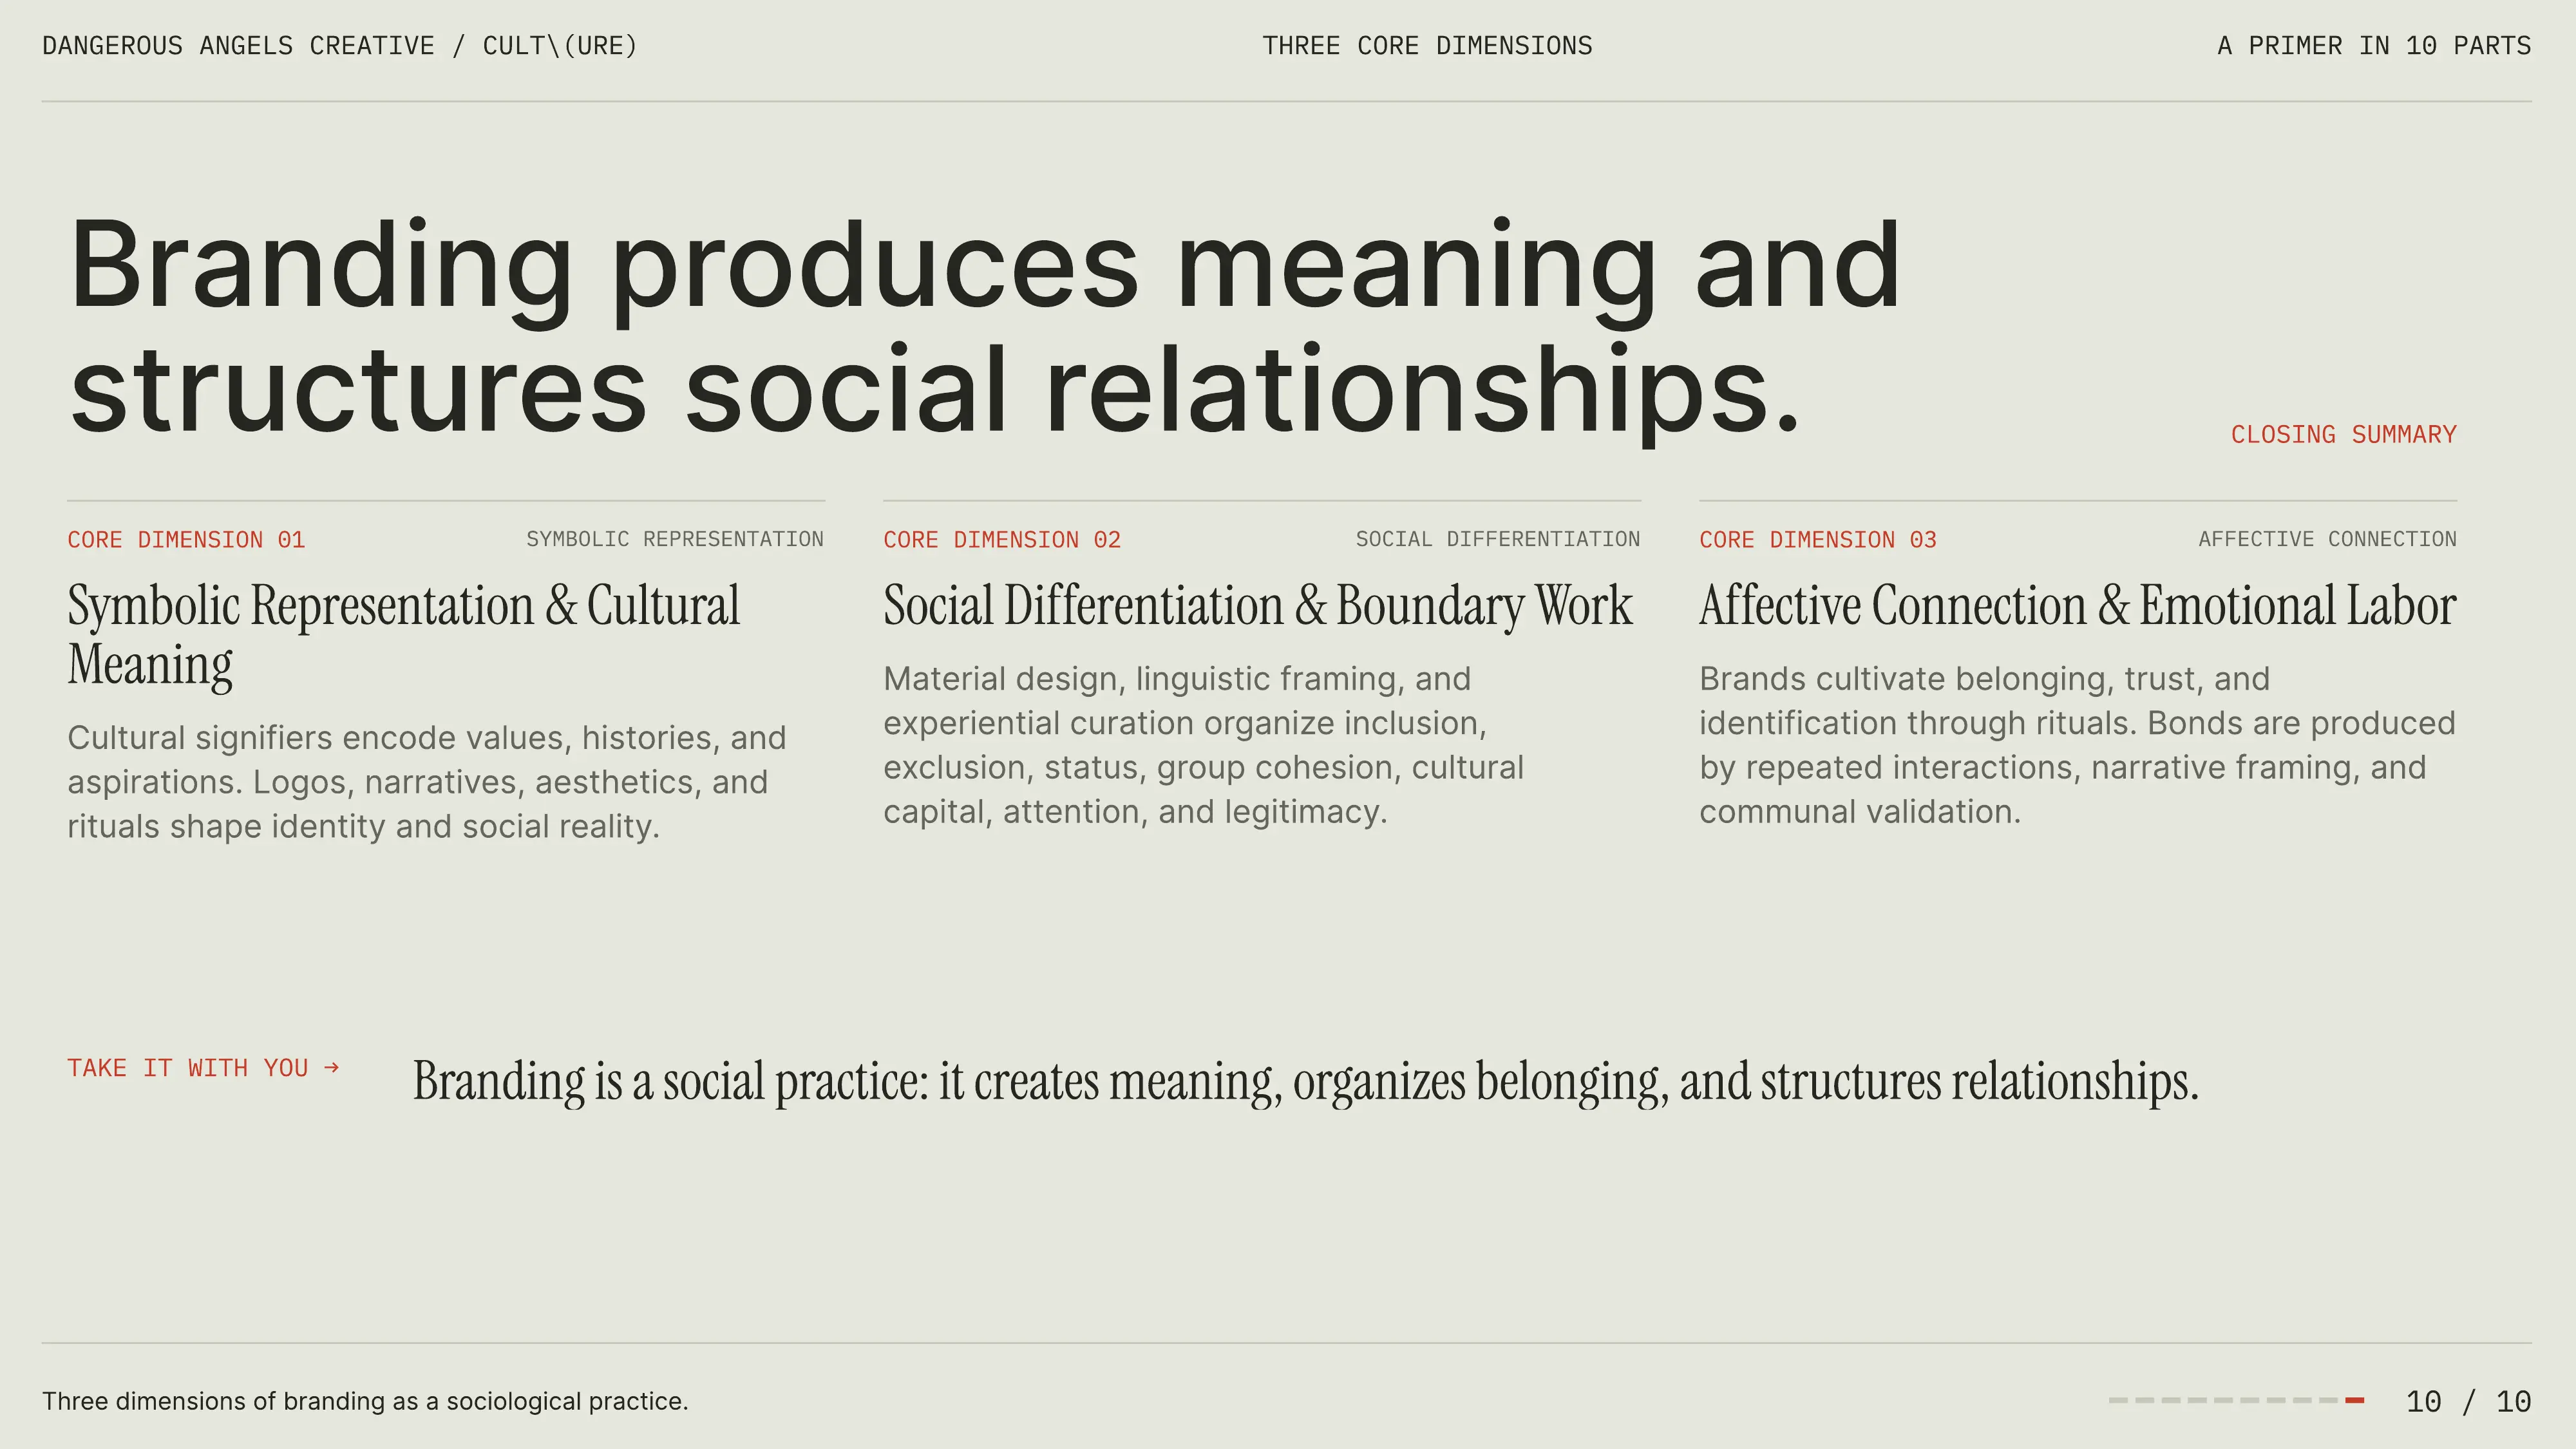 DANGEROUS ANGELS CREATIVE / CULT\(URE)
THREE CORE DIMENSIONS
A PRIMER IN 10 PARTS
Branding produces meaning and
structures social relationships.
CLOSING SUMMARY
CORE DIMENSION 01
SYMBOLIC REPRESENTATION
Symbolic Representation & Cultural
Meaning
Cultural signifiers encode values, histories, and
aspirations. Logos, narratives, aesthetics, and
rituals shape identity and social reality.
CORE DIMENSION 02
SOCIAL DIFFERENTIATION
Social Differentiation & Boundary Work
Material design, linguistic framing, and
experiential curation organize inclusion,
exclusion, status, group cohesion, cultural
capital, attention, and legitimacy.
CORE DIMENSION 03
AFFECTIVE CONNECTION
Affective Connection & Emotional Labor
Brands cultivate belonging, trust, and
identification through rituals. Bonds are produced
by repeated interactions, narrative framing, and
communal validation.
TAKE IT WITH YOU →
Branding is a social practice: it creates meaning, organizes belonging, and structures relationships.
Three dimensions of branding as a sociological practice.
10 / 10